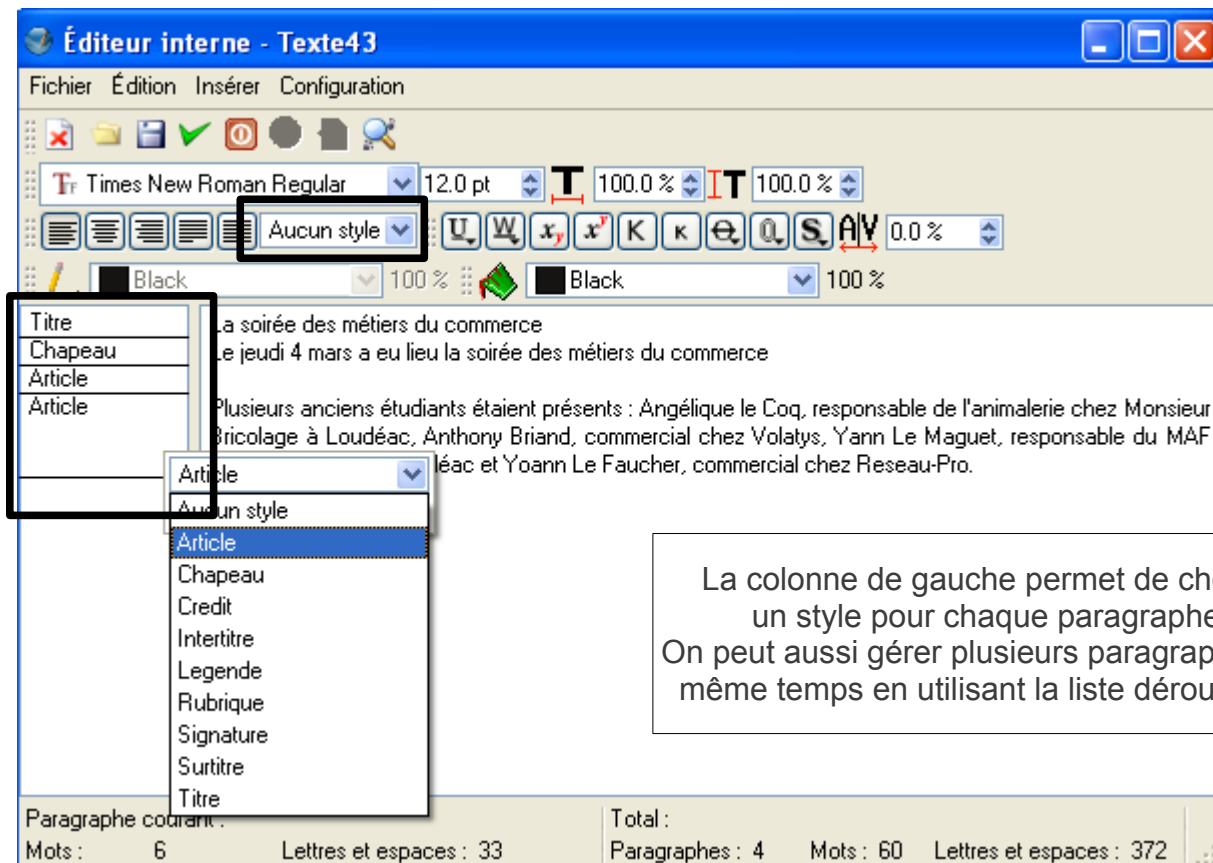 Éditeur interne - Texte43
Fichier Édition Insérer Configuration
Times New Roman Regular 12.0 pt 100.0 % 100.0 %
Aucun style 0.0 %
Black 100 % Black 100 %
Titre
Chapeau
Article
Article
La soirée des métiers du commerce
Le jeudi 4 mars a eu lieu la soirée des métiers du commerce
Plusieurs anciens étudiants étaient présents : Angélique le Coq, responsable de l'animalerie chez Monsieur
Bricolage à Loudéac, Anthony Briand, commercial chez Volatys, Yann Le Maguet, responsable du MAF
éac et Yoann Le Faucher, commercial chez Reseau-Pro.
Article
Aucun style
Article
Chapeau
Credit
Intertitre
Legende
Rubrique
Signature
Surtitre
Titre
La colonne de gauche permet de
un style pour chaque paragraphe
On peut aussi gérer plusieurs
même temps en utilisant la liste
Paragraphe courant :
Mots : 6 Lettres et espaces : 33
Total :
Paragraphes : 4 Mots : 60 Lettres et espaces : 372